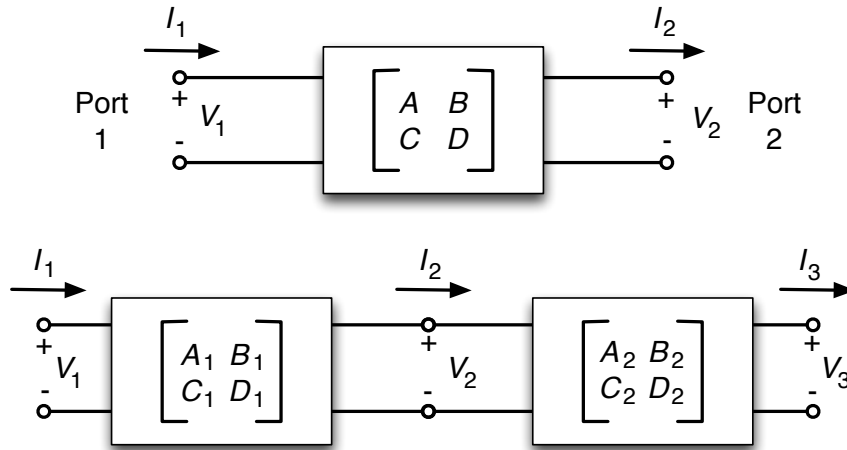 I1 I2
Port 1 + V1 - [A B C D] + V2 - Port 2
I1 I2 I3
+ V1 - [A1 B1 C1 D1] + V2 - [A2 B2 C2 D2] + V3 -